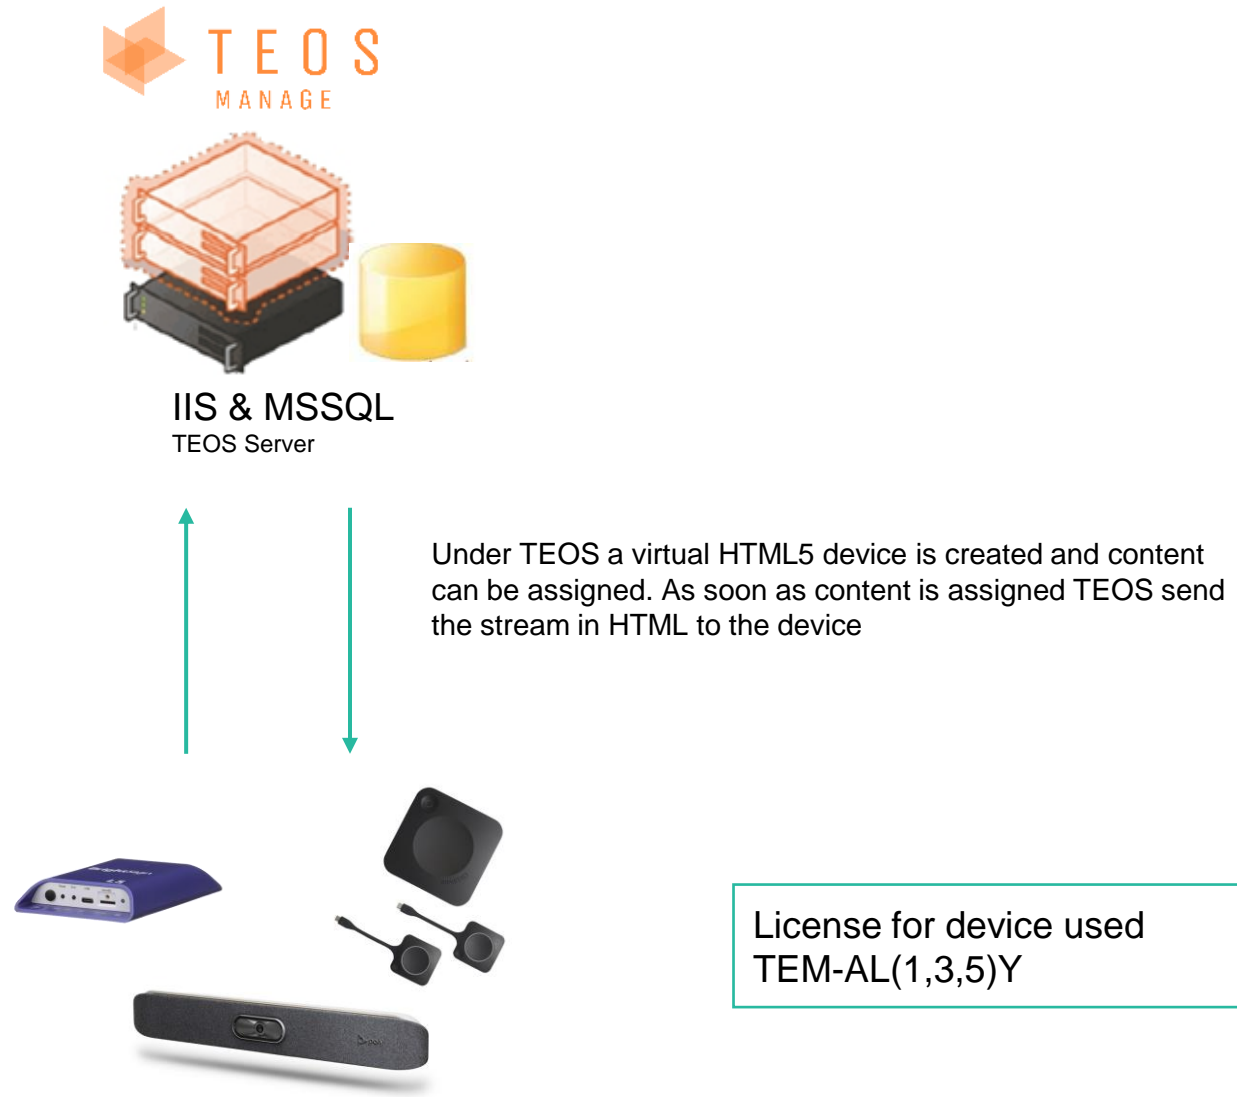 TEOS
MANAGE
IIS & MSSQL
TEOS Server
Under TEOS a virtual HTML5 device is created and content
can be assigned. As soon as content is assigned TEOS send
the stream in HTML to the device
BrightSign
License for device used
TEM-AL(1,3,5)Y
poly